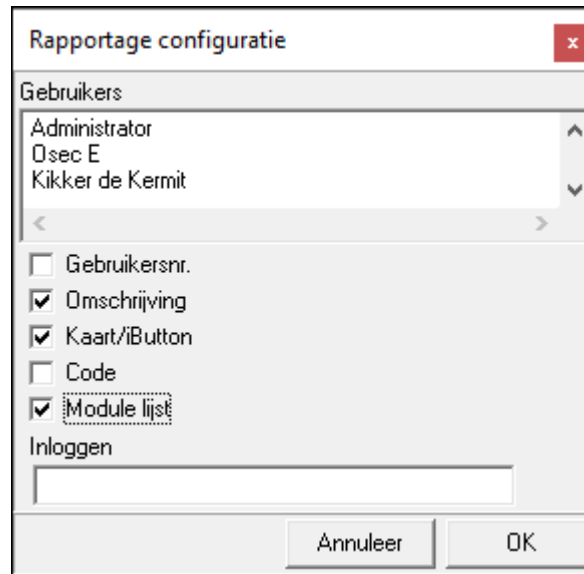 Rapportage configuratie
x
Gebruikers
Administrator
Osec E
Kikker de Kermit
Gebruikersnr.
Omschrijving
Kaart/iButton
Code
Module lijst
Inloggen
Annuleer OK